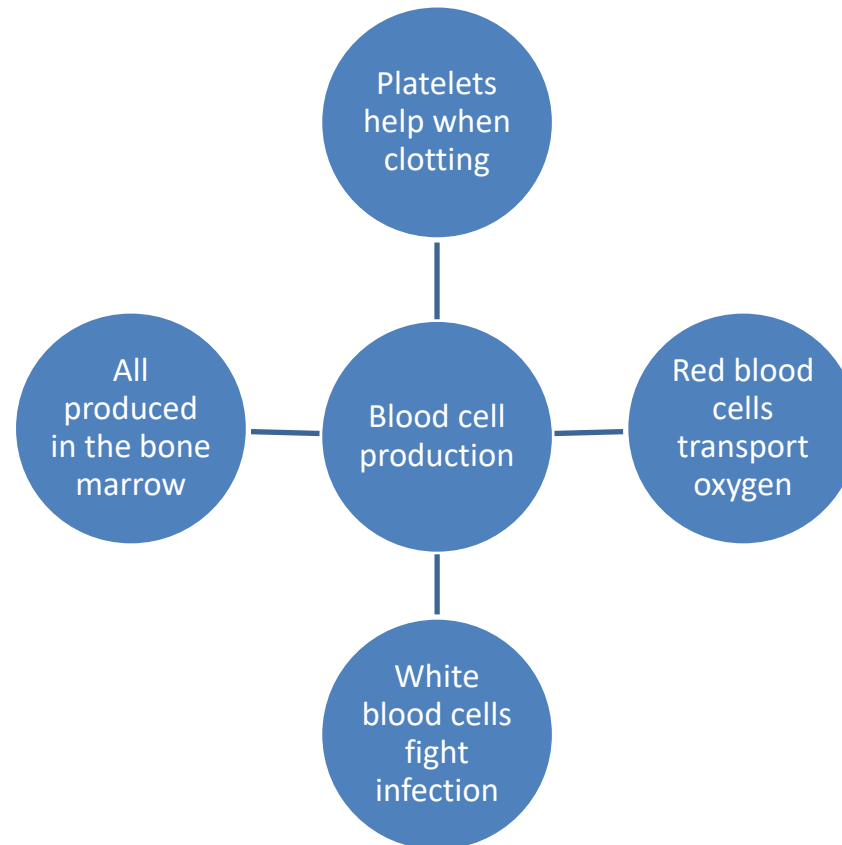 Platelets
help when
clotting
All
produced
in the bone
marrow
Blood cell
production
Red blood
cells
transport
oxygen
White
blood cells
fight
infection